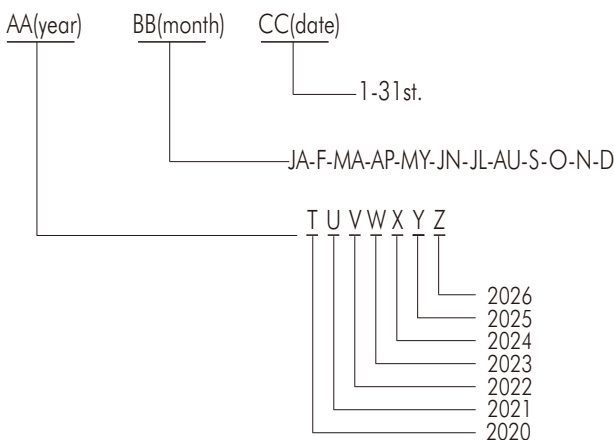 AA(year) BB(month) CC(date)
1-31st.
JA-F-MA-AP-MY-JN-JL-AU-S-O-N-D
T U V W X Y Z
2026
2025
2024
2023
2022
2021
2020